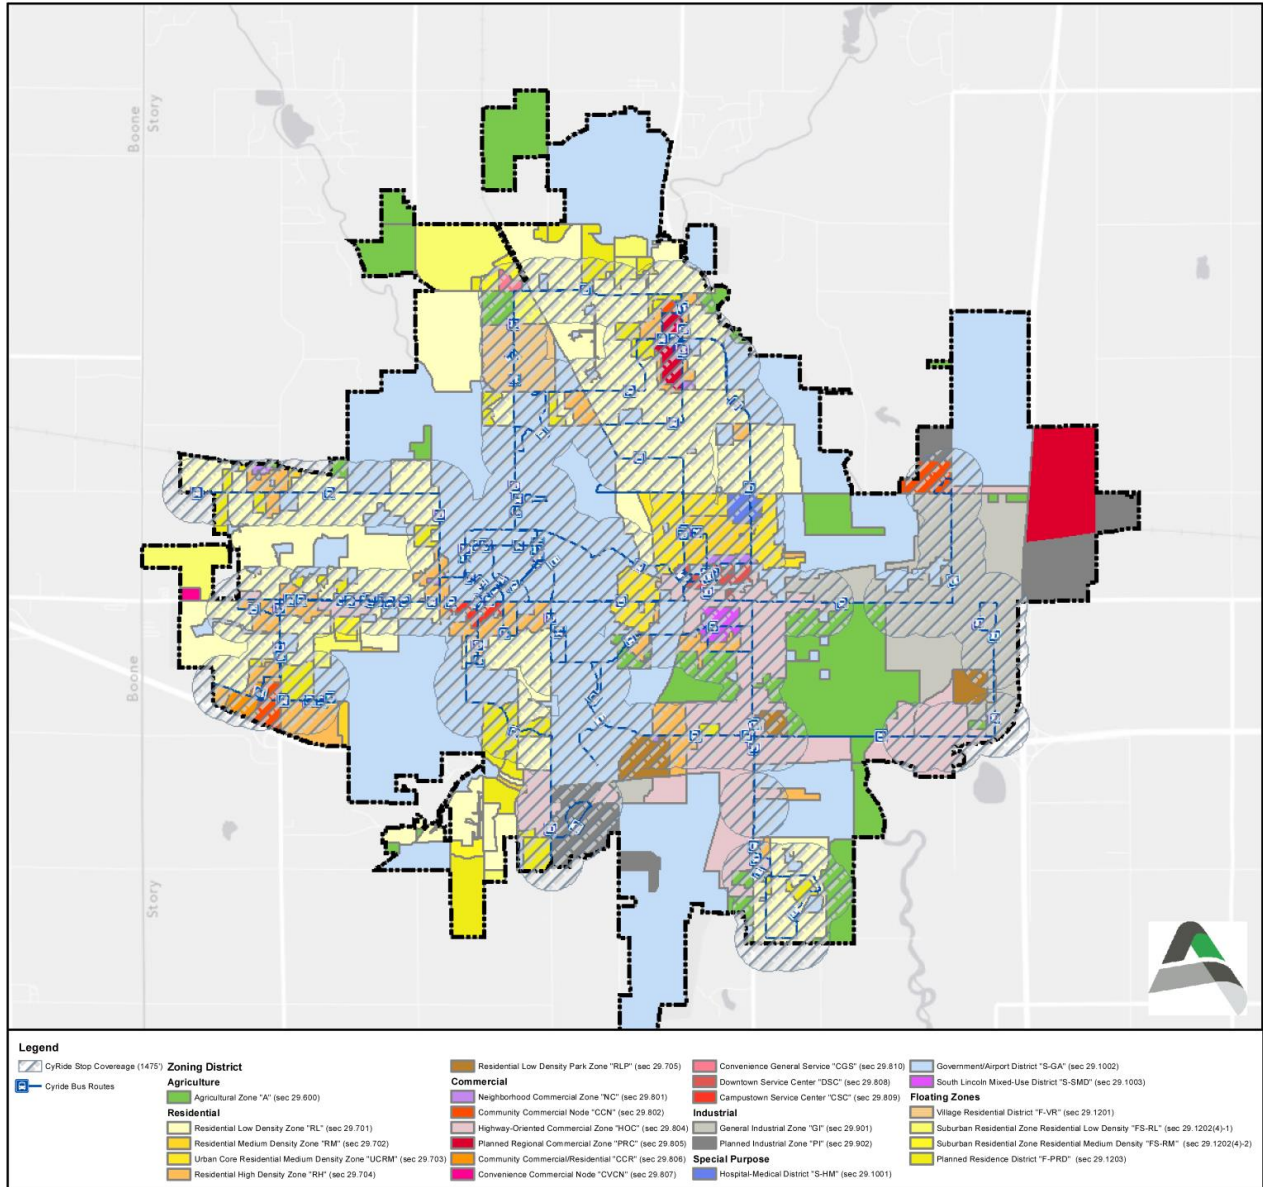 Boone
Story
Boone
Story
Legend
CyRide Stop Covereage (1475')
Cyride Bus Routes
Zoning District
Agriculture
Agricultural Zone "A" (sec 29.600)
Residential
Residential Low Density Zone "RL" (sec 29.701)
Residential Medium Density Zone "RM" (sec 29.702)
Urban Core Residential Medium Density Zone "UCRM" (sec 29.703)
Residential High Density Zone "RH" (sec 29.704)
Residential Low Density Park Zone "RLP" (sec 29.705)
Commercial
Neighborhood Commercial Zone "NC" (sec 29.801)
Community Commercial Node "CCN" (sec 29.802)
Highway-Oriented Commercial Zone "HOC" (sec 29.804)
Planned Regional Commercial Zone "PRC" (sec 29.805)
Community Commercial/Residential "CCR" (sec 29.806)
Convenience Commercial Node "CVCN" (sec 29.807)
Convenience General Service "CGS" (sec 29.810)
Downtown Service Center "DSC" (sec 29.808)
Campustown Service Center "CSC" (sec 29.809)
Industrial
General Industrial Zone "GI" (sec 29.901)
Planned Industrial Zone "PI" (sec 29.902)
Special Purpose
Hospital-Medical District "S-HM" (sec 29.1001)
Government/Airport District "S-GA" (sec 29.1002)
South Lincoln Mixed-Use District "S-SMD" (sec 29.1003)
Floating Zones
Village Residential District "F-VR" (sec 29.1201)
Suburban Residential Zone Residential Low Density "FS-RL" (sec 29.1202(4)-1)
Suburban Residential Zone Residential Medium Density "FS-RM" (sec 29.1202(4)-2)
Planned Residence District "F-PRD" (sec 29.1203)